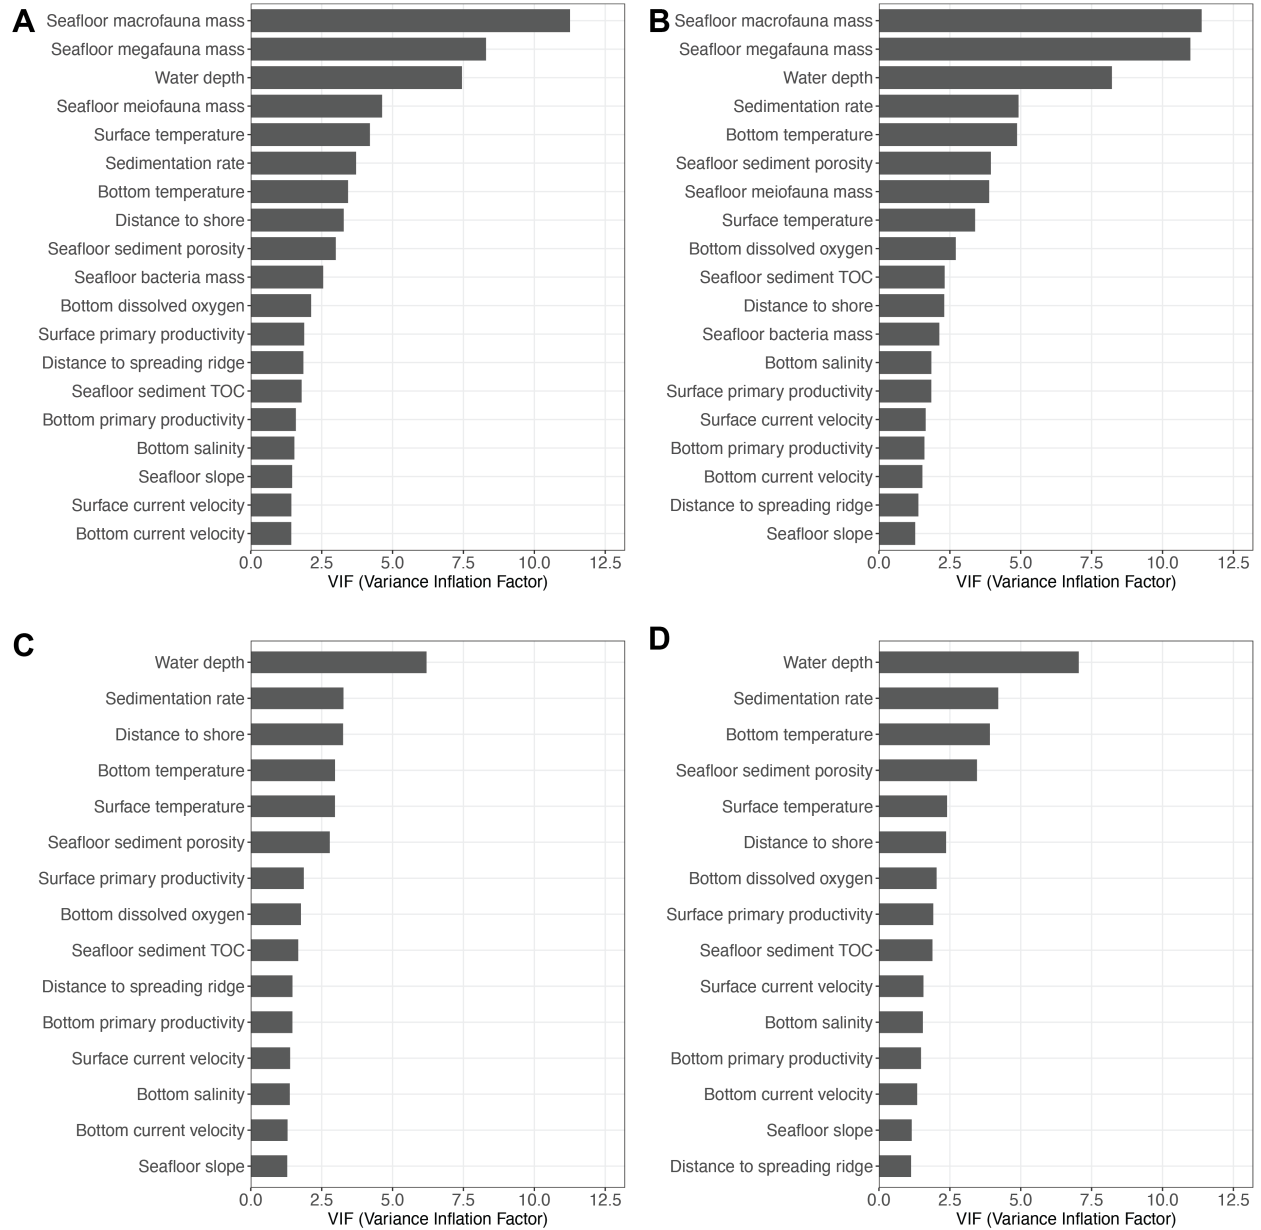 A
Seafloor macrofauna mass
Seafloor megafauna mass
Water depth
Seafloor meiofauna mass
Surface temperature
Sedimentation rate
Bottom temperature
Distance to shore
Seafloor sediment porosity
Seafloor bacteria mass
Bottom dissolved oxygen
Surface primary productivity
Distance to spreading ridge
Seafloor sediment TOC
Bottom primary productivity
Bottom salinity
Seafloor slope
Surface current velocity
Bottom current velocity
0.0 2.5 5.0 7.5 10.0 12.5
VIF (Variance Inflation Factor)
B
Seafloor macrofauna mass
Seafloor megafauna mass
Water depth
Sedimentation rate
Bottom temperature
Seafloor sediment porosity
Seafloor meiofauna mass
Surface temperature
Bottom dissolved oxygen
Seafloor sediment TOC
Distance to shore
Seafloor bacteria mass
Bottom salinity
Surface primary productivity
Surface current velocity
Bottom primary productivity
Bottom current velocity
Distance to spreading ridge
Seafloor slope
0.0 2.5 5.0 7.5 10.0 12.5
VIF (Variance Inflation Factor)
C
Water depth
Sedimentation rate
Distance to shore
Bottom temperature
Surface temperature
Seafloor sediment porosity
Surface primary productivity
Bottom dissolved oxygen
Seafloor sediment TOC
Distance to spreading ridge
Bottom primary productivity
Surface current velocity
Bottom salinity
Bottom current velocity
Seafloor slope
0.0 2.5 5.0 7.5 10.0 12.5
VIF (Variance Inflation Factor)
D
Water depth
Sedimentation rate
Bottom temperature
Seafloor sediment porosity
Surface temperature
Distance to shore
Bottom dissolved oxygen
Surface primary productivity
Seafloor sediment TOC
Surface current velocity
Bottom salinity
Bottom primary productivity
Bottom current velocity
Seafloor slope
Distance to spreading ridge
0.0 2.5 5.0 7.5 10.0 12.5
VIF (Variance Inflation Factor)